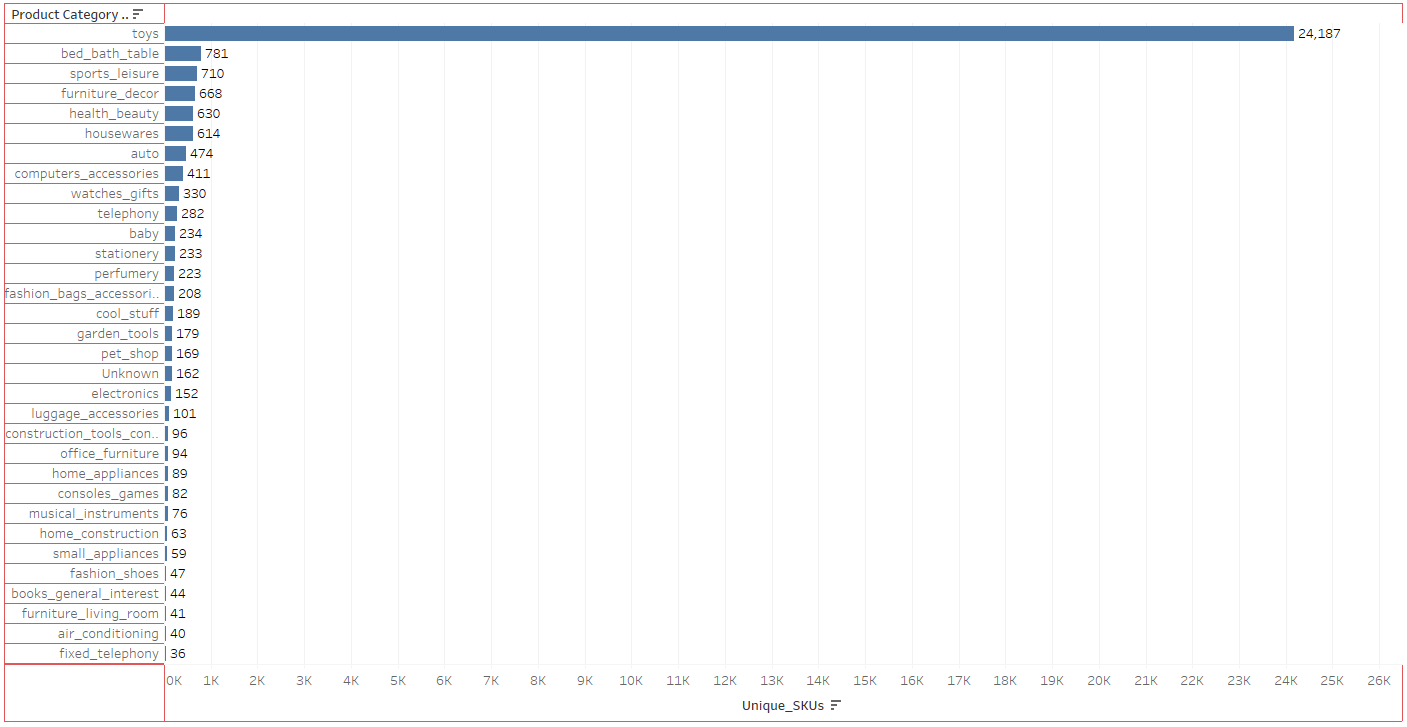 Product Category ..
toys 24,187
bed_bath_table 781
sports_leisure 710
furniture_decor 668
health_beauty 630
housewares 614
auto 474
computers_accessories 411
watches_gifts 330
telephony 282
baby 234
stationery 233
perfumery 223
fashion_bags_accessori.. 208
cool_stuff 189
garden_tools 179
pet_shop 169
Unknown 162
electronics 152
luggage_accessories 101
construction_tools_con.. 96
office_furniture 94
home_appliances 89
consoles_games 82
musical_instruments 76
home_construction 63
small_appliances 59
fashion_shoes 47
books_general_interest 44
furniture_living_room 41
air_conditioning 40
fixed_telephony 36
0K 1K 2K 3K 4K 5K 6K 7K 8K 9K 10K 11K 12K 13K 14K 15K 16K 17K 18K 19K 20K 21K 22K 23K 24K 25K 26K
Unique_SKUs